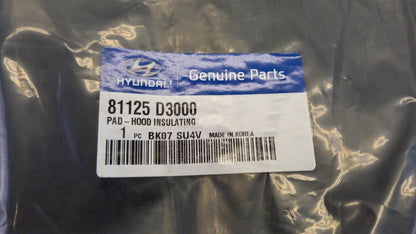 HYUNDAI
Genuine Parts
81125 D3000
PAD-HOOD INSULATING
1 PC BK07 SU4V MADE IN KOREA